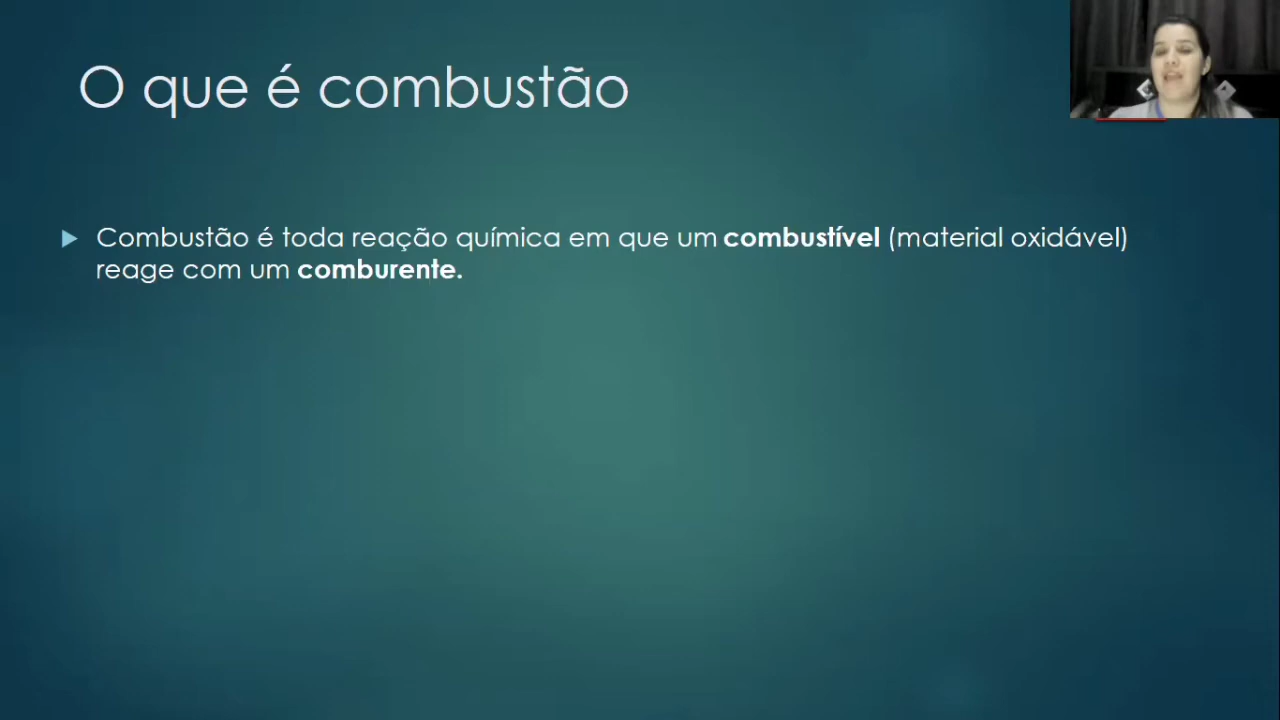 O que é combustão
Combustão é toda reação química em que um combustível (material oxidável)
reage com um comburente.